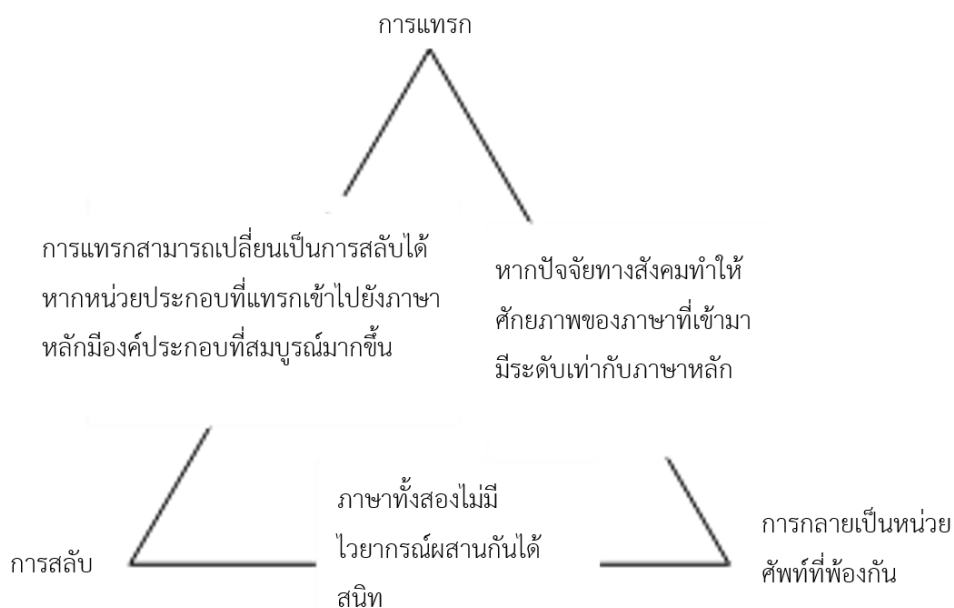 การแทรก
การแทรกสามารถเปลี่ยนเป็นการสลับได้
หากหน่วยประกอบที่แทรกเข้าไปยังภาษา
หลักมีองค์ประกอบที่สมบูรณ์มากขึ้น
หากปัจจัยทางสังคมทำให้
ศักยภาพของภาษาที่เข้ามา
มีระดับเท่ากับภาษาหลัก
การสลับ
ภาษาทั้งสองไม่มี
ไวยากรณ์ผสานกันได้
สนิท
การกลายเป็นหน่วย
ศัพท์ที่พ้องกัน